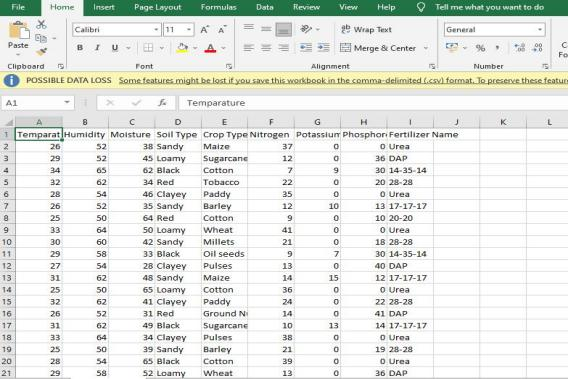 File Home Insert Page Layout Formulas Data Review View Help Tell me what you want to do
Calibri 11 A A ab Wrap Text General
Paste B I U A Merge & Center % 9
Clipboard Font Alignment Number
POSSIBLE DATA LOSS Some features might be lost if you save this workbook in the comma-delimited (.csv) format. To preserve these feature
A1 fx Temparature
A B C D E F G H I J K L
1 Temparat Humidity Moisture Soil Type Crop Type Nitrogen Potassium Phosphor Fertilizer Name
2 26 52 38 Sandy Maize 37 0 0 Urea
3 29 52 45 Loamy Sugarcane 12 0 36 DAP
4 34 65 62 Black Cotton 7 9 30 14-35-14
5 32 62 34 Red Tobacco 22 0 20 28-28
6 28 54 46 Clayey Paddy 35 0 0 Urea
7 26 52 35 Sandy Barley 12 10 13 17-17-17
8 25 50 64 Red Cotton 9 0 10 20-20
9 33 64 50 Loamy Wheat 41 0 0 Urea
10 30 60 42 Sandy Millets 21 0 18 28-28
11 29 58 33 Black Oil seeds 9 7 30 14-35-14
12 27 54 28 Clayey Pulses 13 0 40 DAP
13 31 62 48 Sandy Maize 14 15 12 17-17-17
14 25 50 65 Loamy Cotton 36 0 0 Urea
15 32 62 41 Clayey Paddy 24 0 22 28-28
16 26 52 31 Red Ground Nu 14 0 41 DAP
17 31 62 49 Black Sugarcane 10 13 14 17-17-17
18 33 64 34 Clayey Pulses 38 0 0 Urea
19 25 50 39 Sandy Barley 21 0 19 28-28
20 28 54 65 Black Cotton 39 0 0 Urea
21 29 58 52 Loamy Wheat 13 0 36 DAP